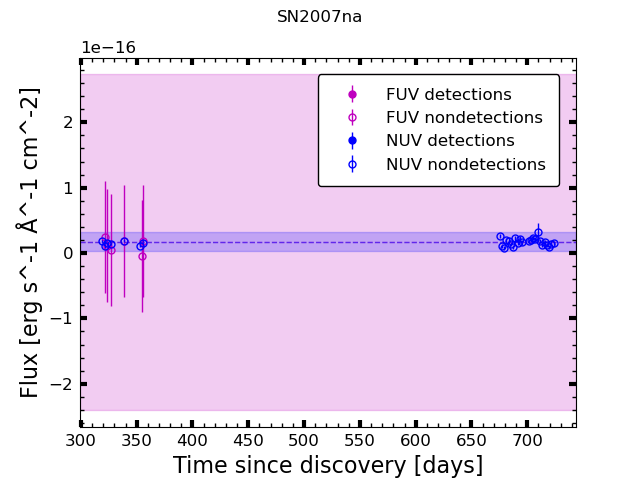 SN2007na
1e−16
FUV detections
FUV nondetections
NUV detections
NUV nondetections
2
1
0
−1
−2
Flux [erg s^-1 Å^-1 cm^-2]
300 350 400 450 500 550 600 650 700
Time since discovery [days]